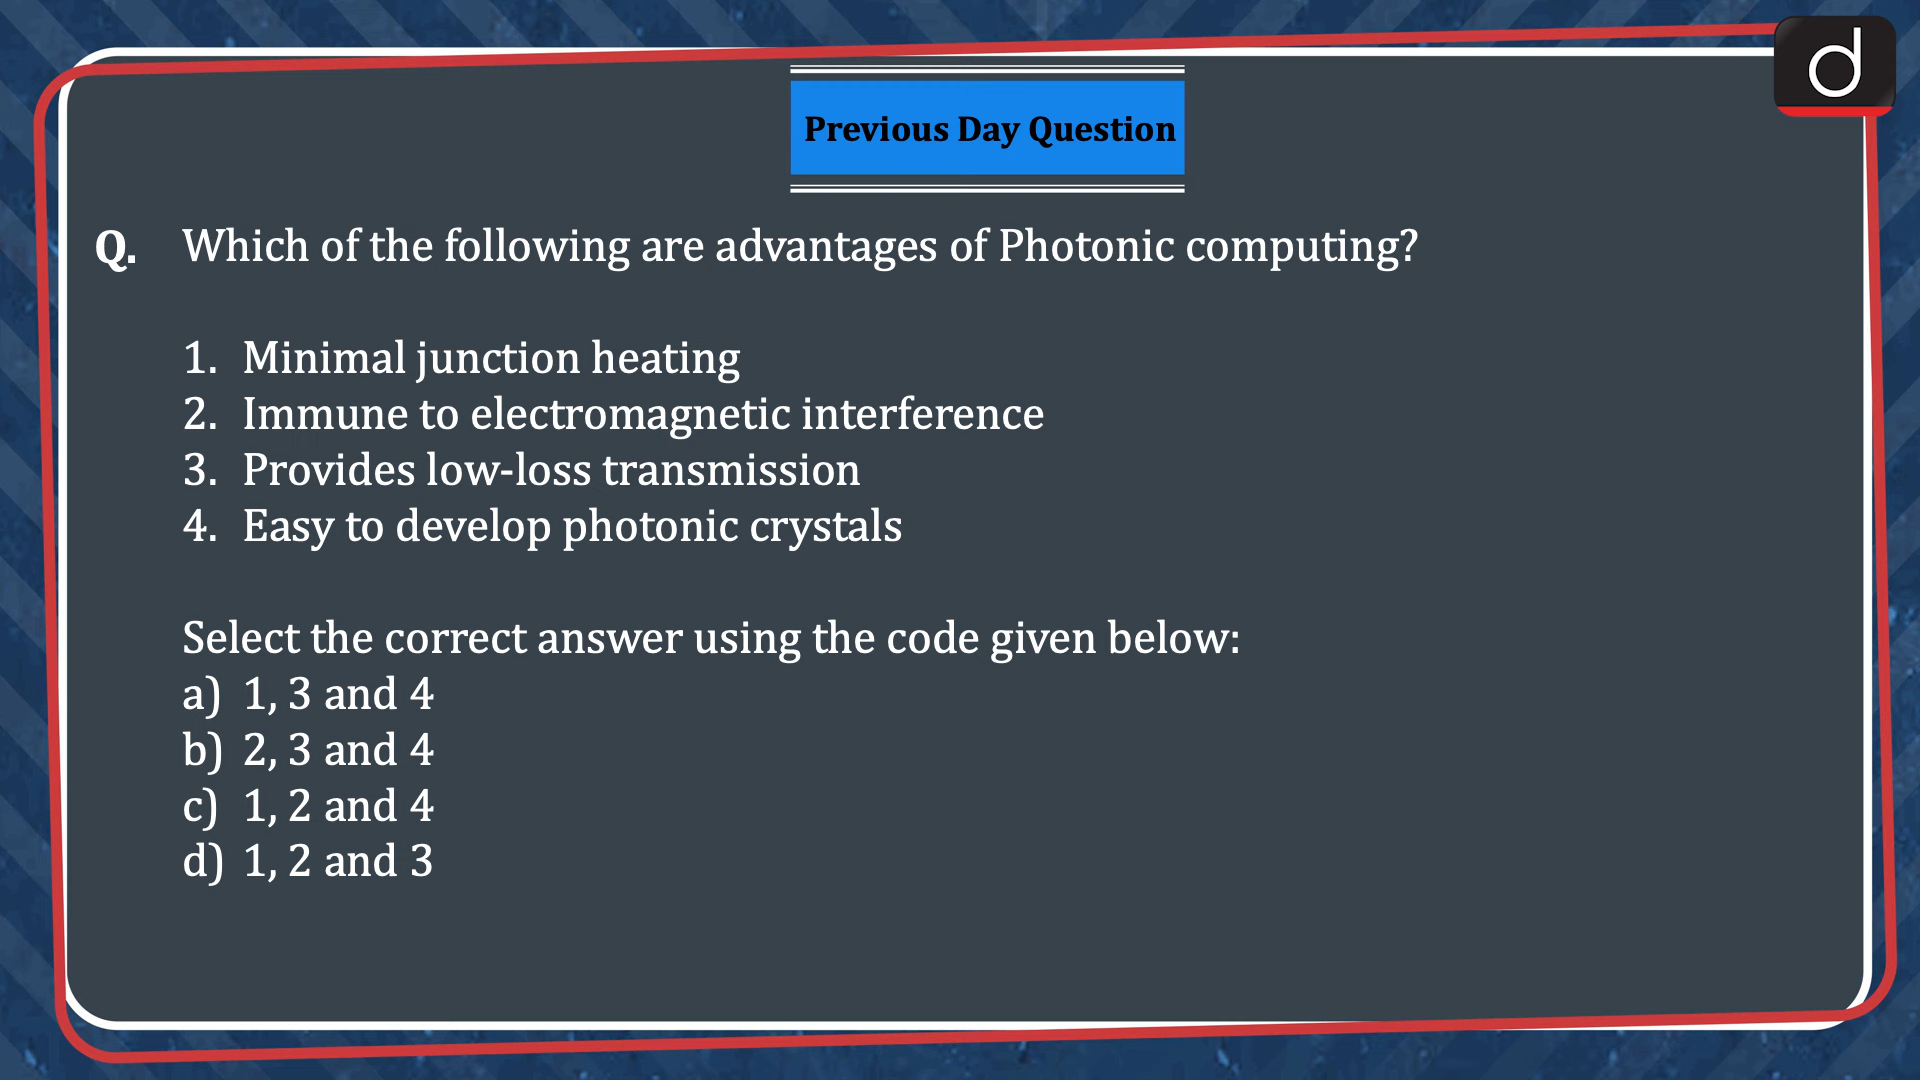 d
Previous Day Question
Q. Which of the following are advantages of Photonic computing?
1. Minimal junction heating
2. Immune to electromagnetic interference
3. Provides low-loss transmission
4. Easy to develop photonic crystals
Select the correct answer using the code given below:
a) 1, 3 and 4
b) 2, 3 and 4
c) 1, 2 and 4
d) 1, 2 and 3